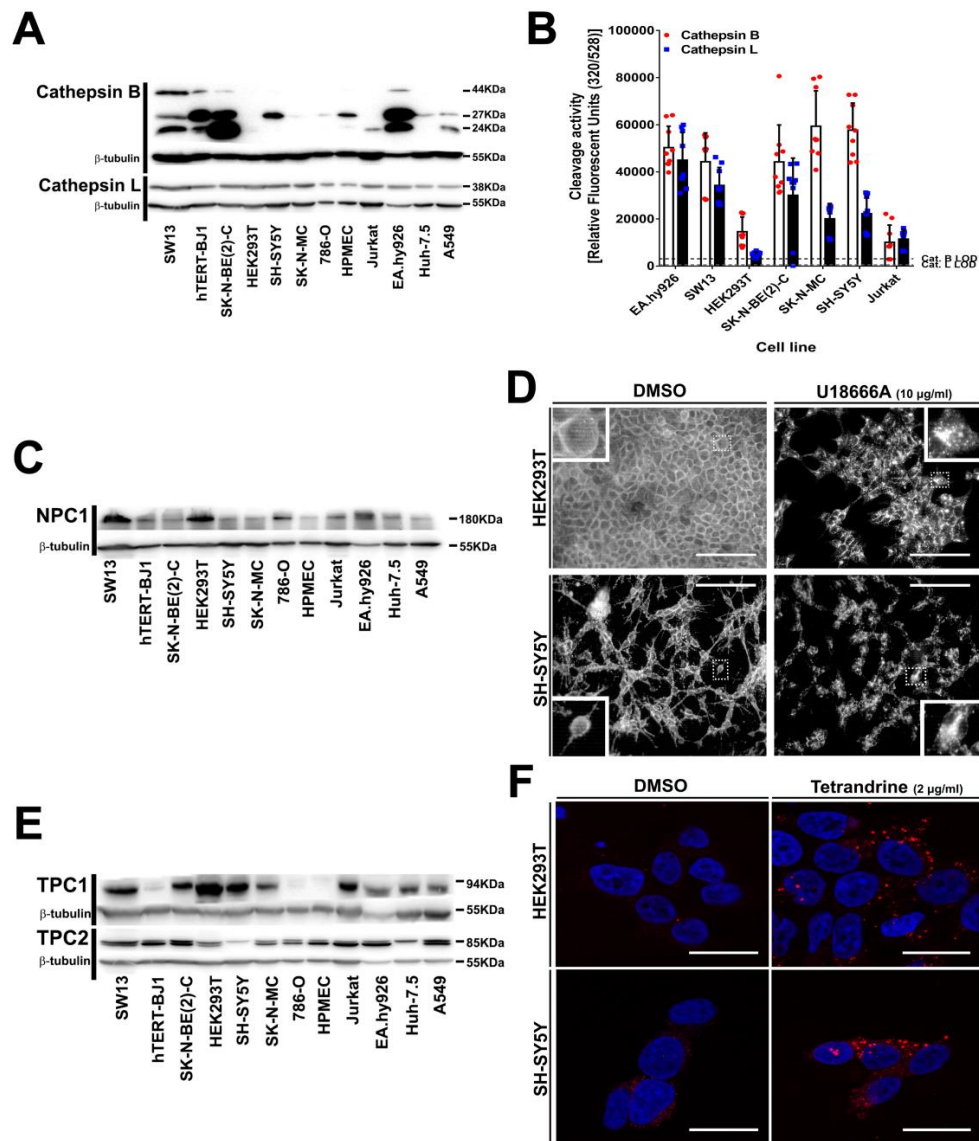 A
Cathepsin B
44KDa
27KDa
24KDa
β-tubulin
55KDa
Cathepsin L
38KDa
β-tubulin
55KDa
SW13
hTERT-BJ1
SK-N-BE(2)-C
HEK293T
SH-SY5Y
SK-N-MC
786-O
HPMEC
Jurkat
EA.hy926
Huh-7.5
A549
B
Cathepsin B
Cathepsin L
Cleavage activity
[Relative Fluorescent Units (320/528)]
100000
80000
60000
40000
20000
0
Cat. B LOD
Cat. L LOD
EA.hy926
SW13
HEK293T
SK-N-BE(2)-C
SK-N-MC
SH-SY5Y
Jurkat
Cell line
C
NPC1
180KDa
β-tubulin
55KDa
SW13
hTERT-BJ1
SK-N-BE(2)-C
HEK293T
SH-SY5Y
SK-N-MC
786-O
HPMEC
Jurkat
EA.hy926
Huh-7.5
A549
D
DMSO
U18666A (10 µg/ml)
HEK293T
SH-SY5Y
E
TPC1
94KDa
β-tubulin
55KDa
TPC2
85KDa
β-tubulin
55KDa
SW13
hTERT-BJ1
SK-N-BE(2)-C
HEK293T
SH-SY5Y
SK-N-MC
786-O
HPMEC
Jurkat
EA.hy926
Huh-7.5
A549
F
DMSO
Tetrandrine (2 µg/ml)
HEK293T
SH-SY5Y